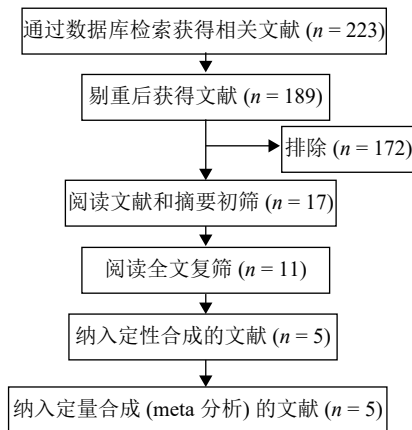 通过数据库检索获得相关文献 (n = 223)
剔重后获得文献 (n = 189)
排除 (n = 172)
阅读文献和摘要初筛 (n = 17)
阅读全文复筛 (n = 11)
纳入定性合成的文献 (n = 5)
纳入定量合成 (meta 分析) 的文献 (n = 5)